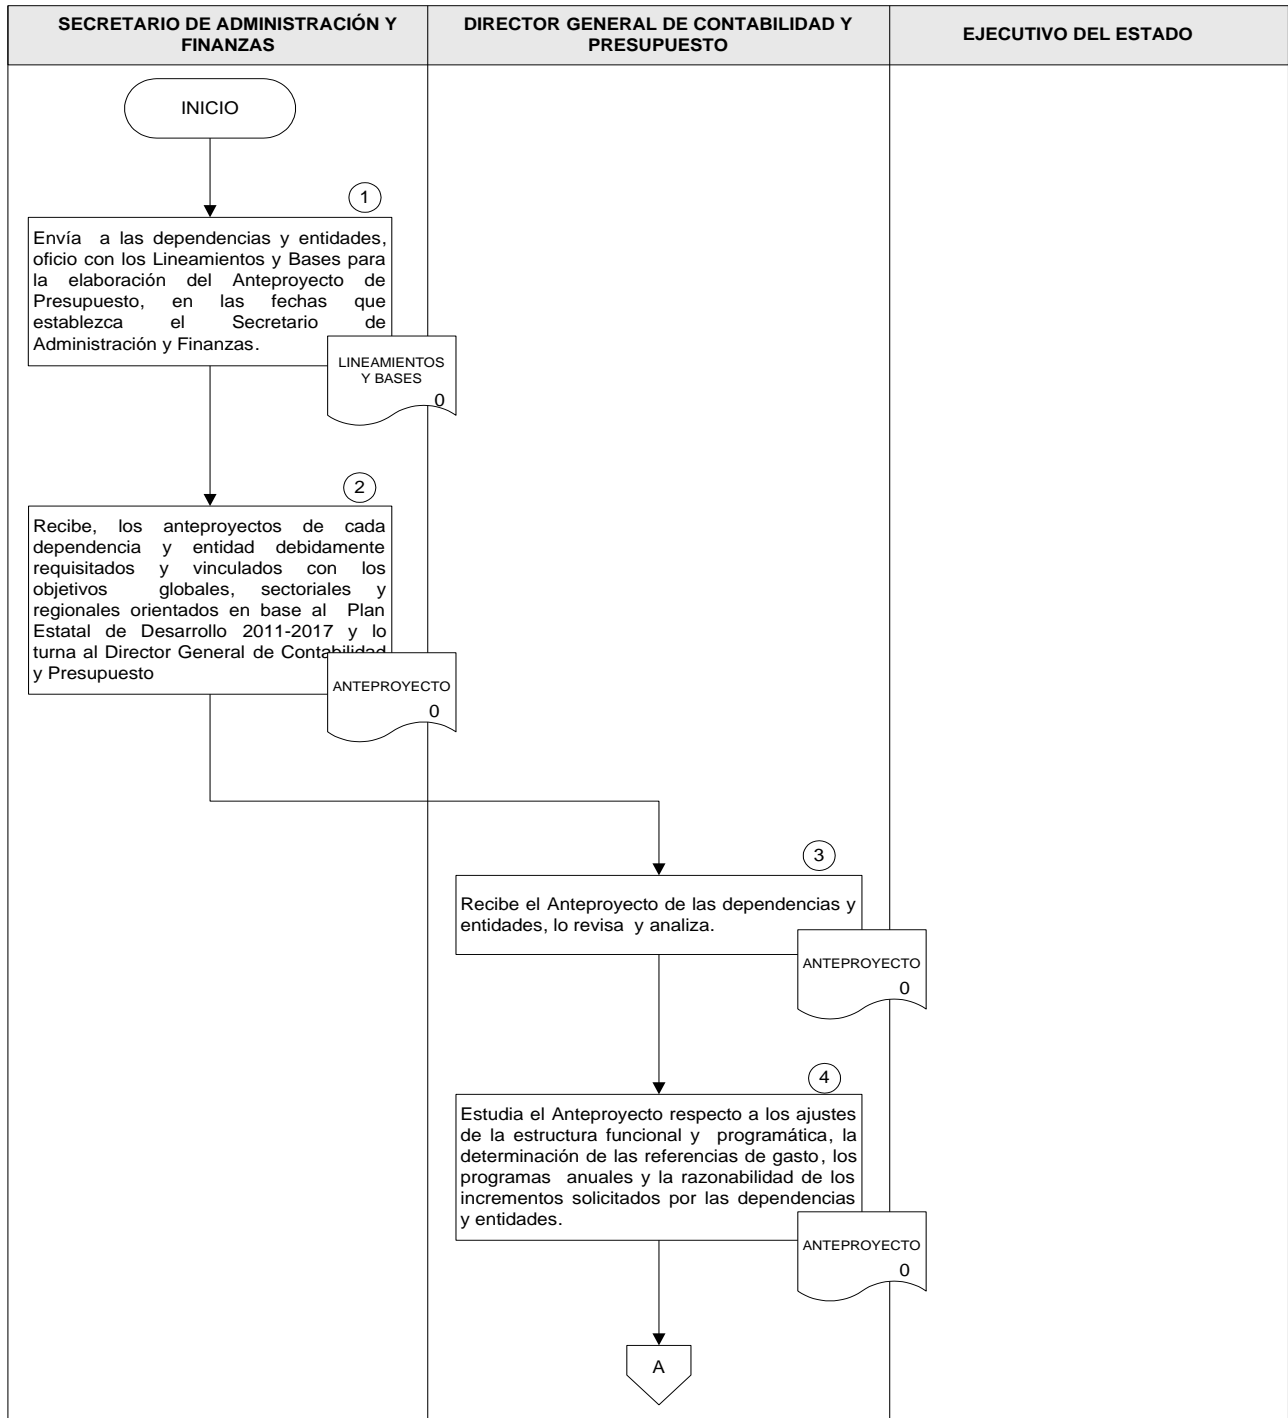 SECRETARIO DE ADMINISTRACIÓN Y
FINANZAS
DIRECTOR GENERAL DE CONTABILIDAD Y
PRESUPUESTO
EJECUTIVO DEL ESTADO
INICIO
1
Envía a las dependencias y entidades,
oficio con los Lineamientos y Bases para
la elaboración del Anteproyecto de
Presupuesto, en las fechas que
establezca el Secretario de
Administración y Finanzas.
LINEAMIENTOS
Y BASES
0
2
Recibe, los anteproyectos de cada
dependencia y entidad debidamente
requisitados y vinculados con los
objetivos globales, sectoriales y
regionales orientados en base al Plan
Estatal de Desarrollo 2011-2017 y lo
turna al Director General de Contabilidad
y Presupuesto
ANTEPROYECTO
0
3
Recibe el Anteproyecto de las dependencias y
entidades, lo revisa y analiza.
ANTEPROYECTO
0
4
Estudia el Anteproyecto respecto a los ajustes
de la estructura funcional y programática, la
determinación de las referencias de gasto, los
programas anuales y la razonabilidad de los
incrementos solicitados por las dependencias
y entidades.
ANTEPROYECTO
0
A